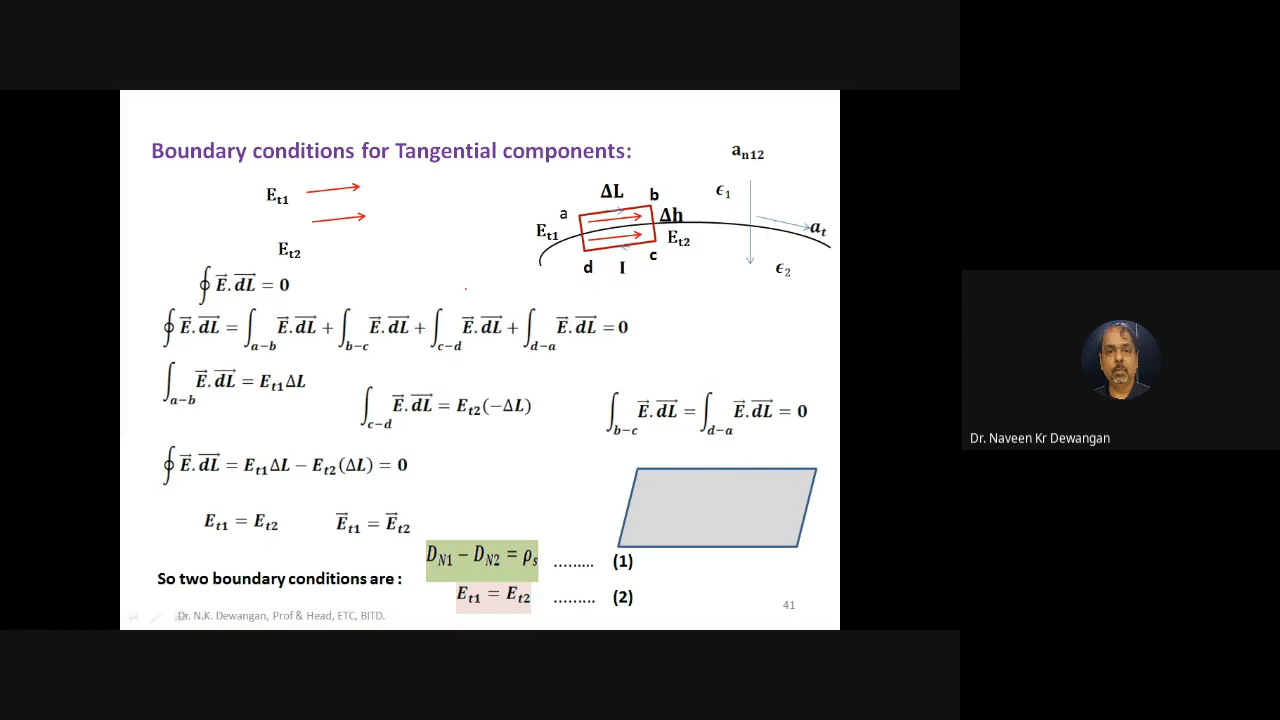 Boundary conditions for Tangential components:
a_n12
E_t1
ΔL
b
ϵ_1
a
Δh
E_t1
E_t2
a_t
E_t2
d
I
c
ϵ_2
∮ E⃗.dL⃗ = 0
∮ E⃗.dL⃗ = ∫_{a−b} E⃗.dL⃗ + ∫_{b−c} E⃗.dL⃗ + ∫_{c−d} E⃗.dL⃗ + ∫_{d−a} E⃗.dL⃗ = 0
∫_{a−b} E⃗.dL⃗ = E_t1 ΔL
∫_{c−d} E⃗.dL⃗ = E_t2(−ΔL)
∫_{b−c} E⃗.dL⃗ = ∫_{d−a} E⃗.dL⃗ = 0
∮ E⃗.dL⃗ = E_t1 ΔL − E_t2 (ΔL) = 0
E_t1 = E_t2
E⃗_t1 = E⃗_t2
D_N1 − D_N2 = ρ_s ......... (1)
So two boundary conditions are :
E_t1 = E_t2 ......... (2)
Dr. N.K. Dewangan, Prof & Head, ETC, BITD.
41
Dr. Naveen Kr Dewangan